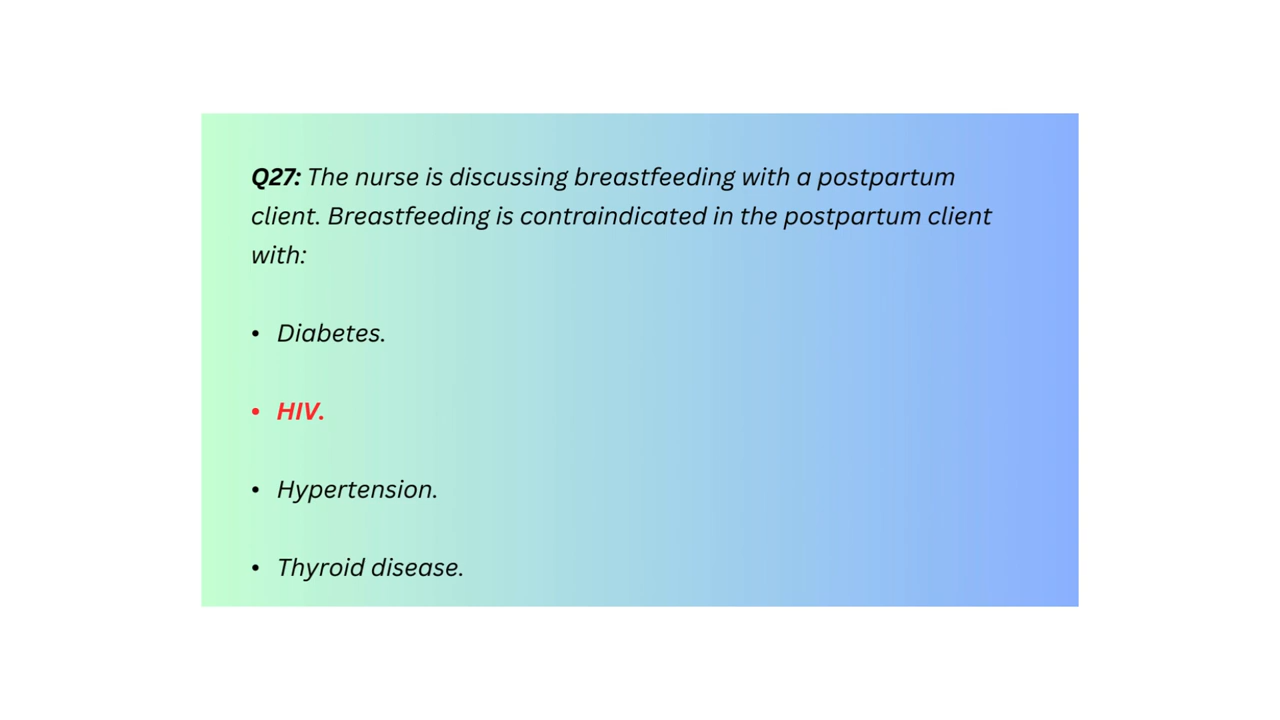 Q27: The nurse is discussing breastfeeding with a postpartum
client. Breastfeeding is contraindicated in the postpartum client
with:
• Diabetes.
• HIV.
• Hypertension.
• Thyroid disease.